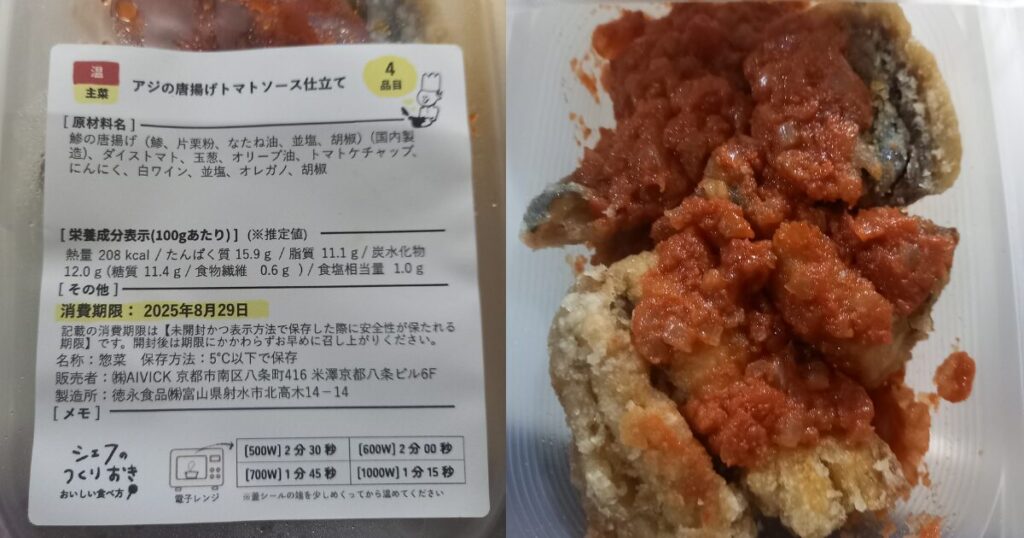 温
主菜
アジの唐揚げトマトソース仕立て
4
品目
[ 原材料名 ]
鯵の唐揚げ（鯵、片栗粉、なたね油、並塩、胡椒）（国内製
造）、ダイストマト、玉葱、オリーブ油、トマトケチャップ、
にんにく、白ワイン、並塩、オレガノ、胡椒
[ 栄養成分表示(100gあたり) ] (※推定値)
熱量 208 kcal / たんぱく質 15.9 g / 脂質 11.1 g / 炭水化物
12.0 g (糖質 11.4 g / 食物繊維 0.6 g ) / 食塩相当量 1.0 g
[ その他 ]
消費期限： 2025年8月29日
記載の消費期限は【未開封かつ表示方法で保存した際に安全性が保たれる
期限】です。開封後は期限にかかわらずお早めに召し上がりください。
名称：惣菜 保存方法：5℃以下で保存
販売者：㈱AIVICK 京都市南区八条町416 米澤京都八条ビル6F
製造所：徳永食品㈱富山県射水市北高木14－14
[ メモ ]
シェフの
つくりおき
おいしい食べ方
電子レンジ
[500W] 2 分 30 秒
[600W] 2 分 00 秒
[700W] 1 分 45 秒
[1000W] 1 分 15 秒
※蓋シールの端を少しめくってから温めてください